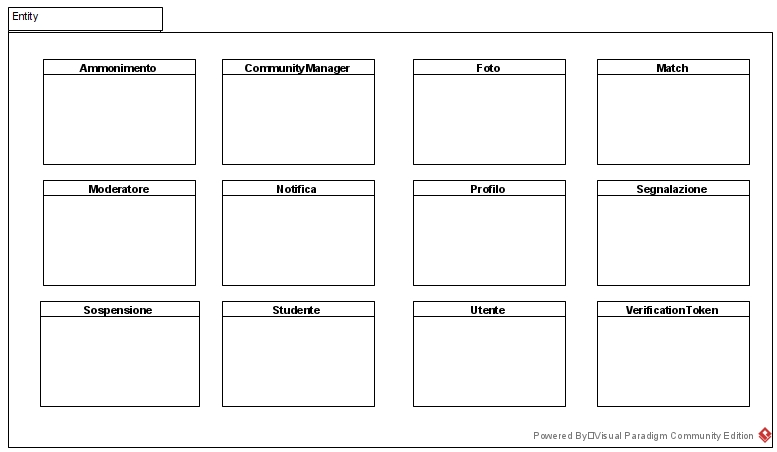 Entity
Ammonimento
CommunityManager
Foto
Match
Moderatore
Notifica
Profilo
Segnalazione
Sospensione
Studente
Utente
VerificationToken
Powered By Visual Paradigm Community Edition